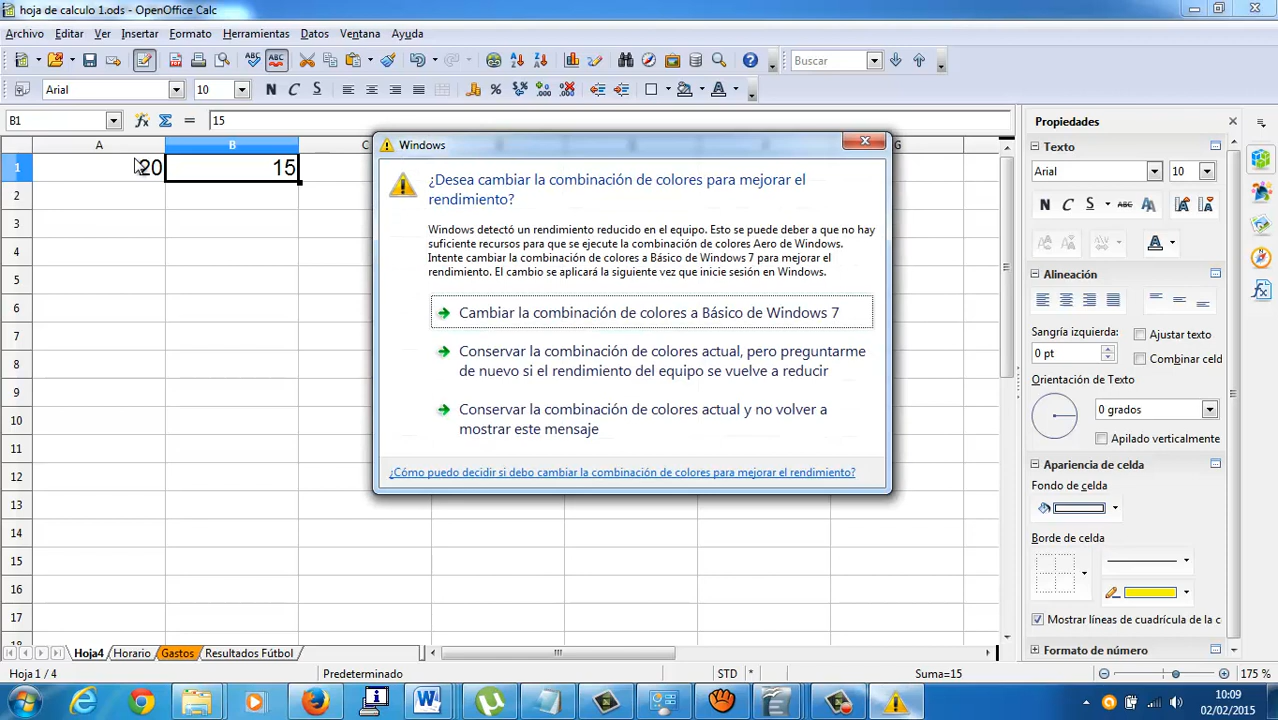 hoja de calculo 1.ods - OpenOffice Calc
Archivo Editar Ver Insertar Formato Herramientas Datos Ventana Ayuda
Buscar
Arial 10 N C S
B1 15
A B C G
1 20 15
2
3
4
5
6
7
8
9
10
11
12
13
14
15
16
17
18
Windows
¿Desea cambiar la combinación de colores para mejorar el
rendimiento?
Windows detectó un rendimiento reducido en el equipo. Esto se puede deber a que no hay
suficiente recursos para que se ejecute la combinación de colores Aero de Windows.
Intente cambiar la combinación de colores a Básico de Windows 7 para mejorar el
rendimiento. El cambio se aplicará la siguiente vez que inicie sesión en Windows.
Cambiar la combinación de colores a Básico de Windows 7
Conservar la combinación de colores actual, pero preguntarme
de nuevo si el rendimiento del equipo se vuelve a reducir
Conservar la combinación de colores actual y no volver a
mostrar este mensaje
¿Cómo puedo decidir si debo cambiar la combinación de colores para mejorar el rendimiento?
Propiedades
Texto
Arial 10
N C S ABC AA
Alineación
Sangría izquierda:
Ajustar texto
0 pt
Combinar celd
Orientación de Texto
0 grados
Apilado verticalmente
Apariencia de celda
Fondo de celda
Borde de celda
Mostrar líneas de cuadrícula de la c
Formato de número
Hoja4 Horario Gastos Resultados Fútbol
Hoja 1 / 4 Predeterminado STD * Suma=15 175 %
10:09
02/02/2015